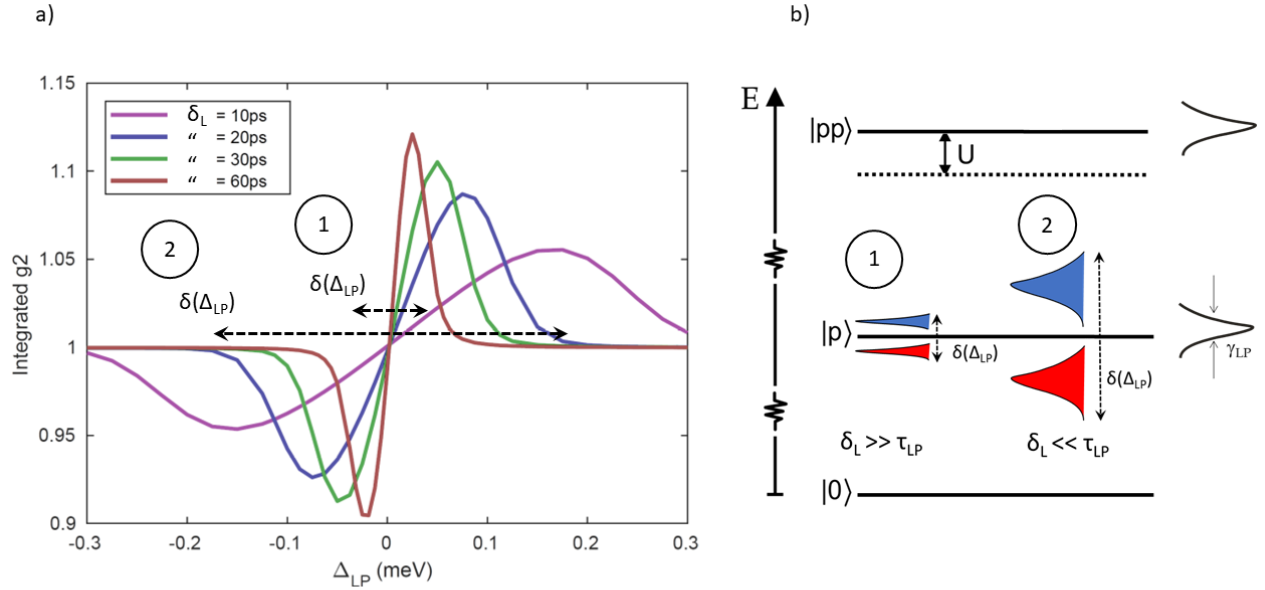 a)
1.15
1.1
1.05
1
0.95
0.9
Integrated g2
δL = 10ps
“ = 20ps
“ = 30ps
“ = 60ps
1
2
δ(ΔLP)
δ(ΔLP)
-0.3 -0.2 -0.1 0 0.1 0.2 0.3
ΔLP (meV)
b)
E
|pp⟩
U
1
2
|p⟩
δ(ΔLP)
δ(ΔLP)
γLP
δL >> τLP
δL << τLP
|0⟩